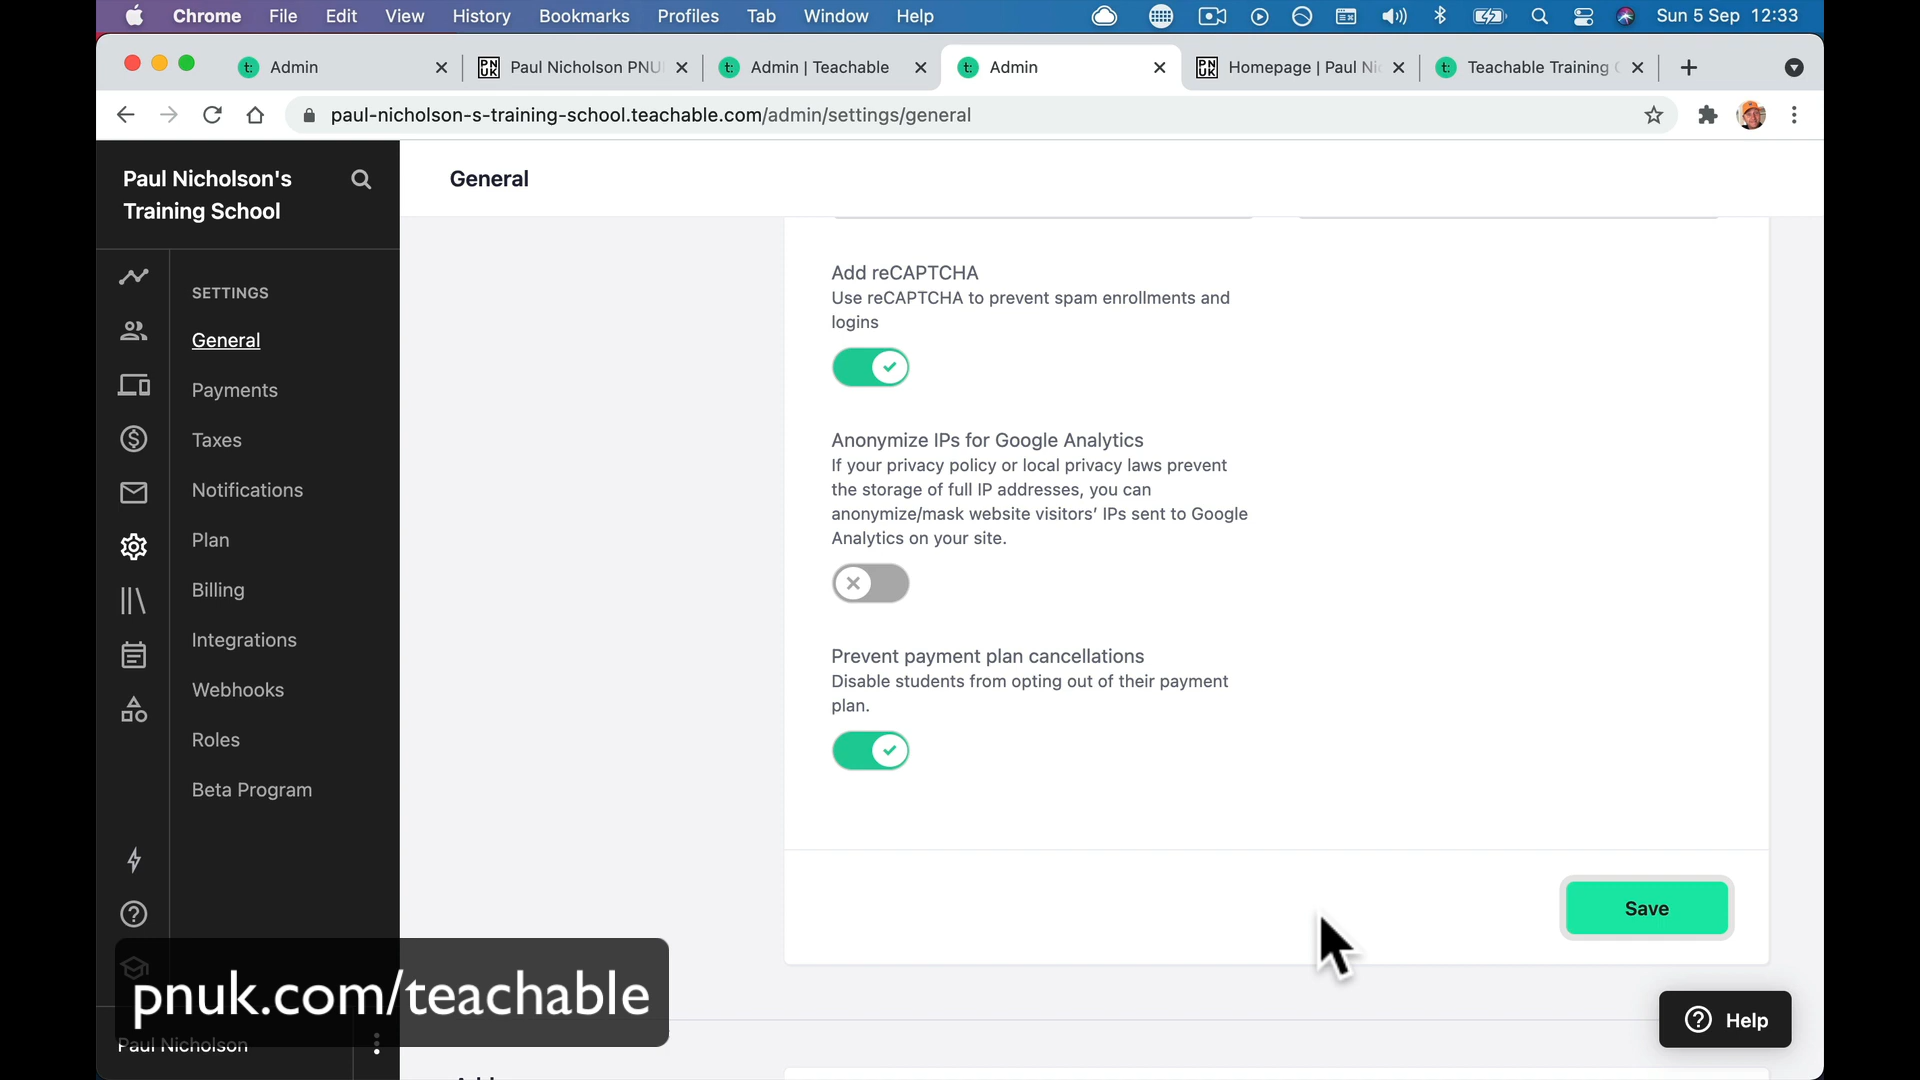 Chrome File Edit View History Bookmarks Profiles Tab Window Help Sun 5 Sep 12:33
Admin Paul Nicholson PNU Admin | Teachable Admin Homepage | Paul Ni Teachable Training
paul-nicholson-s-training-school.teachable.com/admin/settings/general
Paul Nicholson's
Training School
General
SETTINGS
General
Payments
Taxes
Notifications
Plan
Billing
Integrations
Webhooks
Roles
Beta Program
Paul Nicholson
Add reCAPTCHA
Use reCAPTCHA to prevent spam enrollments and
logins
Anonymize IPs for Google Analytics
If your privacy policy or local privacy laws prevent
the storage of full IP addresses, you can
anonymize/mask website visitors' IPs sent to Google
Analytics on your site.
Prevent payment plan cancellations
Disable students from opting out of their payment
plan.
Save
Help
pnuk.com/teachable